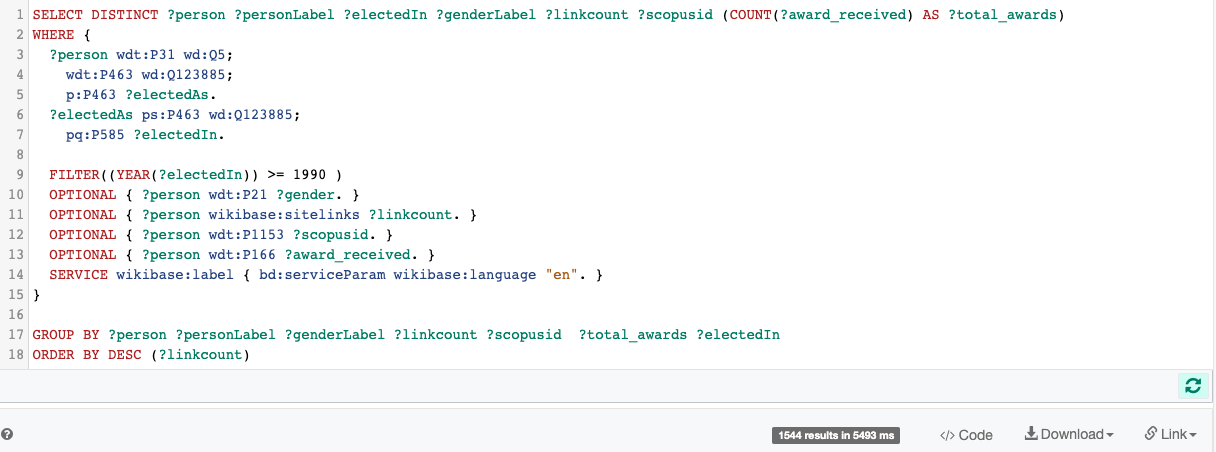 1 SELECT DISTINCT ?person ?personLabel ?electedIn ?genderLabel ?linkcount ?scopusid (COUNT(?award_received) AS ?total_awards)
2 WHERE {
3   ?person wdt:P31 wd:Q5;
4     wdt:P463 wd:Q123885;
5     p:P463 ?electedAs.
6   ?electedAs ps:P463 wd:Q123885;
7     pq:P585 ?electedIn.
8
9   FILTER((YEAR(?electedIn)) >= 1990 )
10   OPTIONAL { ?person wdt:P21 ?gender. }
11   OPTIONAL { ?person wikibase:sitelinks ?linkcount. }
12   OPTIONAL { ?person wdt:P1153 ?scopusid. }
13   OPTIONAL { ?person wdt:P166 ?award_received. }
14   SERVICE wikibase:label { bd:serviceParam wikibase:language "en". }
15 }
16
17 GROUP BY ?person ?personLabel ?genderLabel ?linkcount ?scopusid  ?total_awards ?electedIn
18 ORDER BY DESC (?linkcount)
1544 results in 5493 ms </> Code Download Link